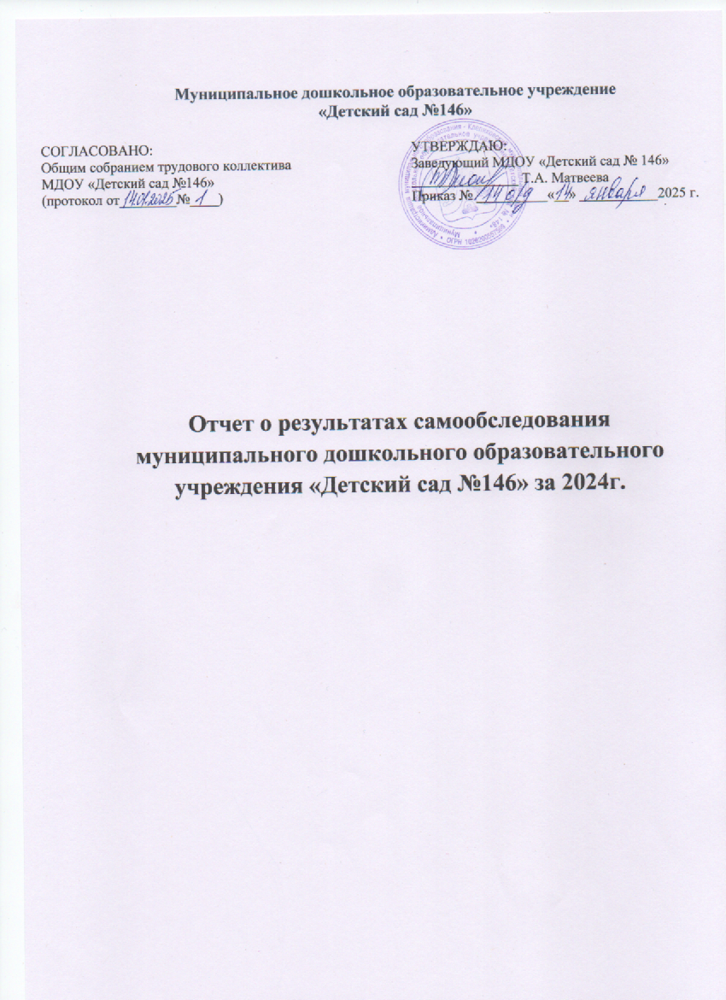 Муниципальное дошкольное образовательное учреждение
«Детский сад №146»
СОГЛАСОВАНО:
Общим собранием трудового коллектива
МДОУ «Детский сад №146»
(протокол от 14.01.2025 № 1)
УТВЕРЖДАЮ:
Заведующий МДОУ «Детский сад № 146»
Т.А. Матвеева
Приказ № 14 о/д «14» января 2025 г.
Отчет о результатах самообследования
муниципального дошкольного образовательного
учреждения «Детский сад №146» за 2024г.